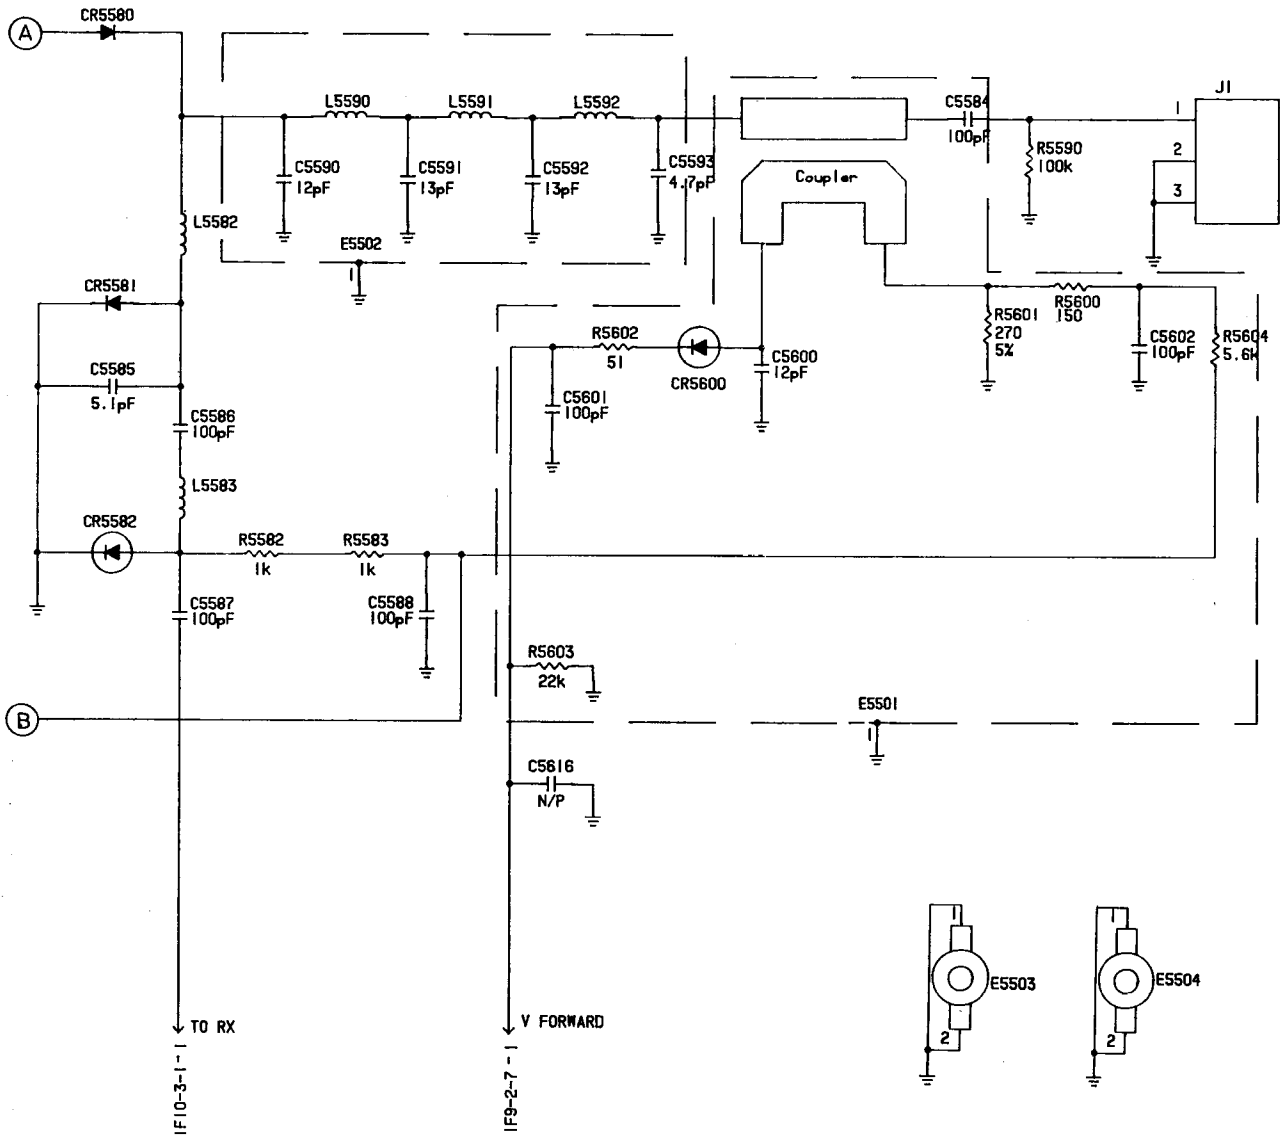 CR5580
A
J1
L5590
L5591
L5592
C5584
100pF
1
2
3
R5590
100k
C5590
12pF
C5591
13pF
C5592
13pF
C5593
4.7pF
Coupler
L5582
E5502
1
CR5581
R5602
51
CR5600
C5600
12pF
R5601
270
5%
R5600
150
C5602
100pF
R5604
5.6k
C5585
5.1pF
C5586
100pF
C5601
100pF
L5583
CR5582
R5582
1k
R5583
1k
C5587
100pF
C5588
100pF
R5603
22k
B
E5501
1
C5616
N/P
1
E5503
2
1
E5504
2
TO RX
V FORWARD
IF10-3-1-1
IF9-2-7-1